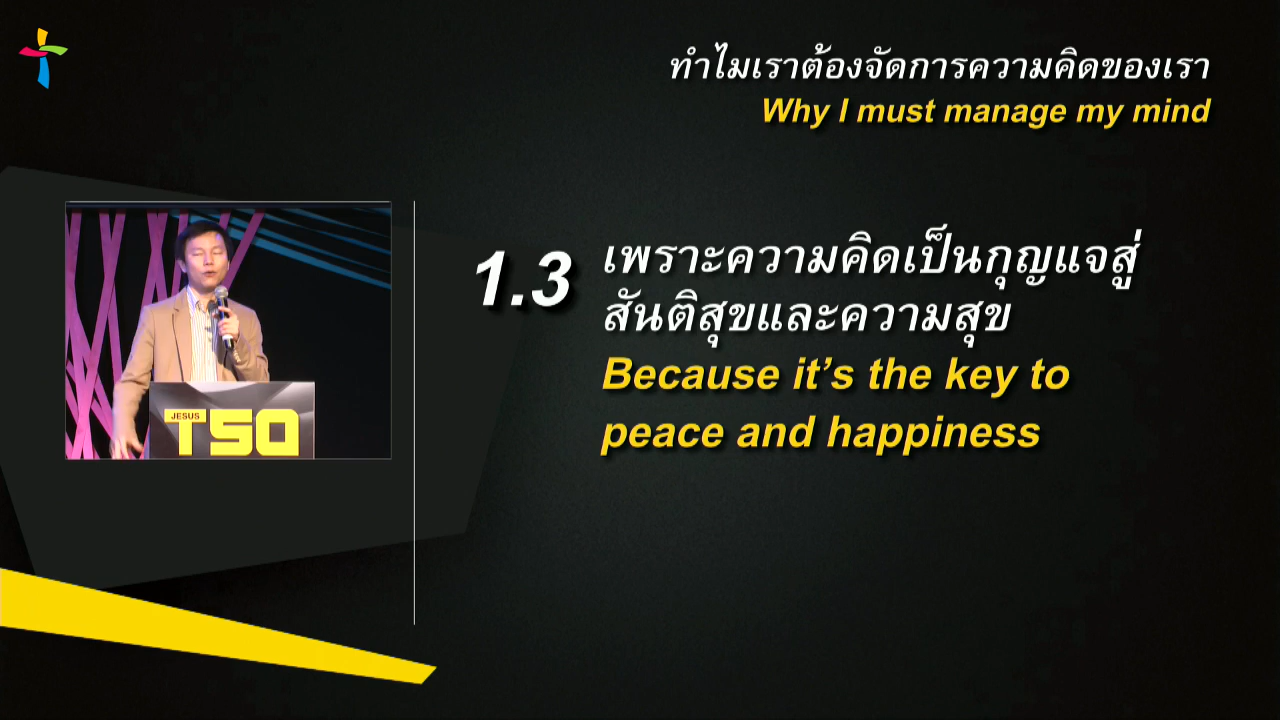 ทำไมเราต้องจัดการความคิดของเรา
Why I must manage my mind
1.3
เพราะความคิดเป็นกุญแจสู่
สันติสุขและความสุข
Because it’s the key to
peace and happiness
JESUS
TSO